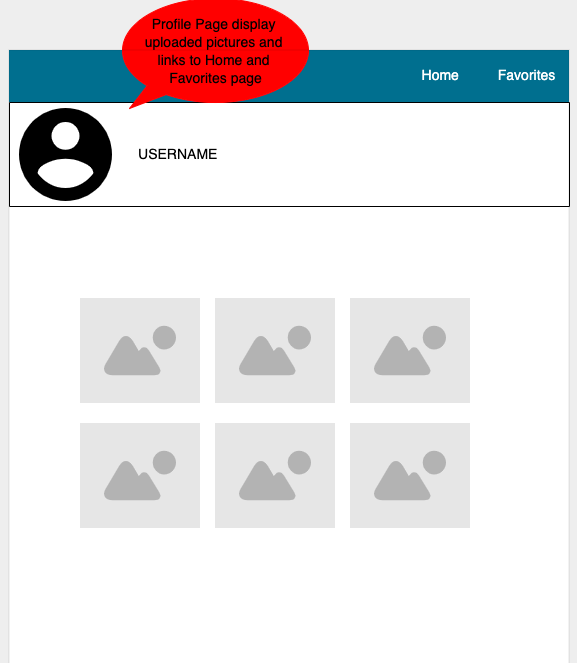 Profile Page display
uploaded pictures and
links to Home and
Favorites page
Home
Favorites
USERNAME